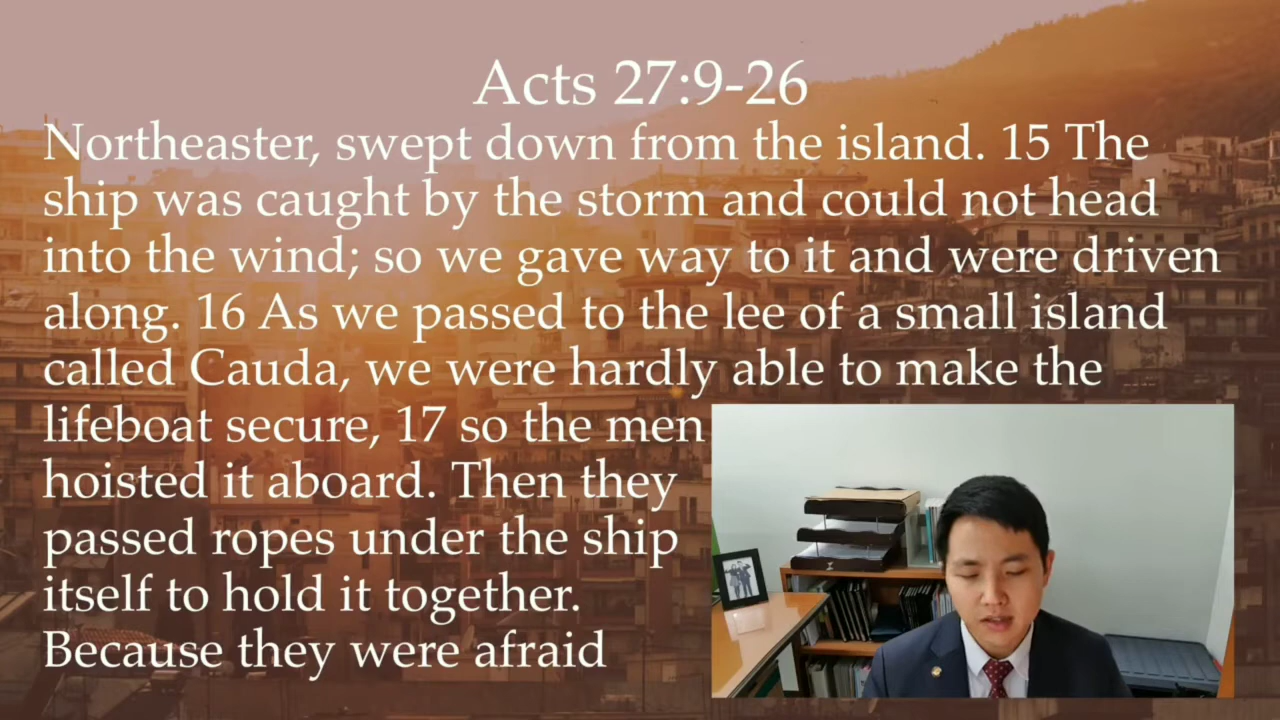 Acts 27:9-26
Northeaster, swept down from the island. 15 The
ship was caught by the storm and could not head
into the wind; so we gave way to it and were driven
along. 16 As we passed to the lee of a small island
called Cauda, we were hardly able to make the
lifeboat secure, 17 so the men
hoisted it aboard. Then they
passed ropes under the ship
itself to hold it together.
Because they were afraid